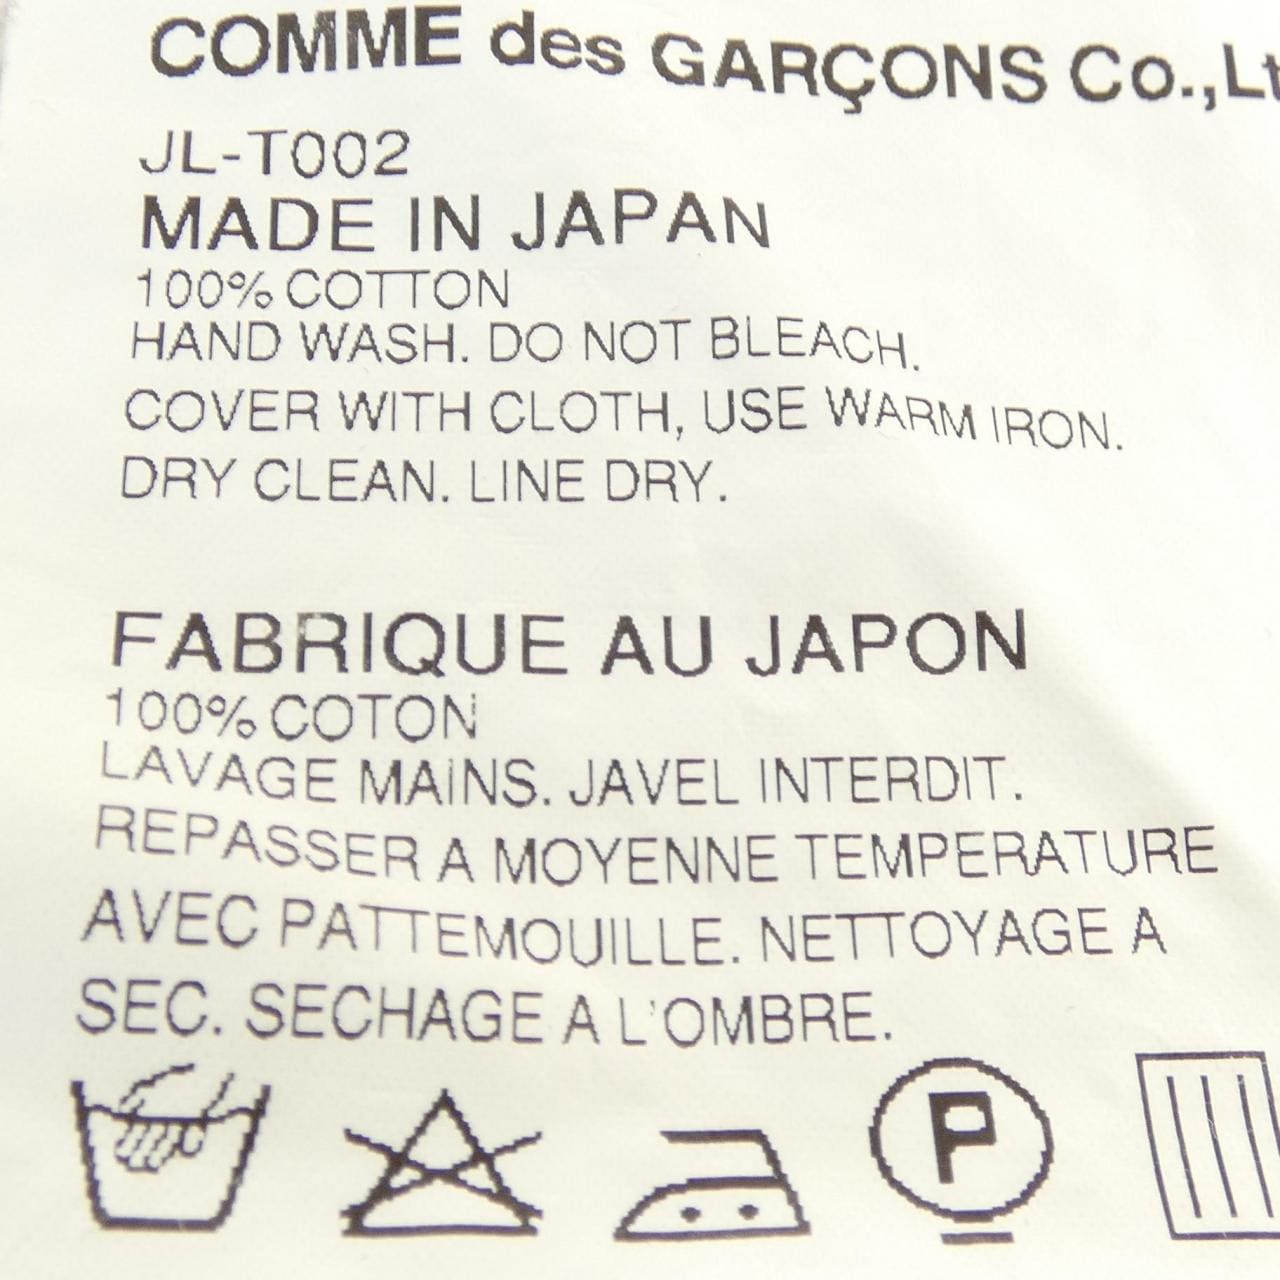 COMME des GARÇONS Co.,Lt
JL-T002
MADE IN JAPAN
100% COTTON
HAND WASH. DO NOT BLEACH.
COVER WITH CLOTH, USE WARM IRON.
DRY CLEAN. LINE DRY.
FABRIQUE AU JAPON
100% COTON
LAVAGE MAINS. JAVEL INTERDIT.
REPASSER A MOYENNE TEMPERATURE
AVEC PATTEMOUILLE. NETTOYAGE A
SEC. SECHAGE A L'OMBRE.
P